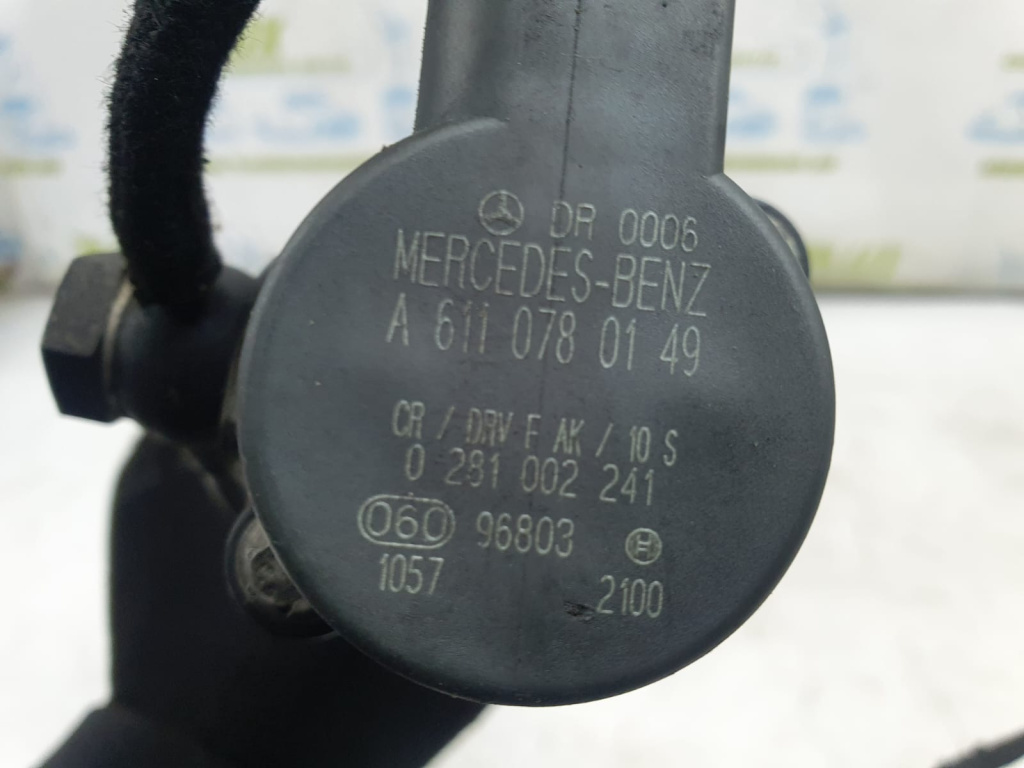 DR 0006
MERCEDES-BENZ
A 611 078 01 49
CR / DRV-F AK / 10 S
0 281 002 241
060 96803 H
1057 2100